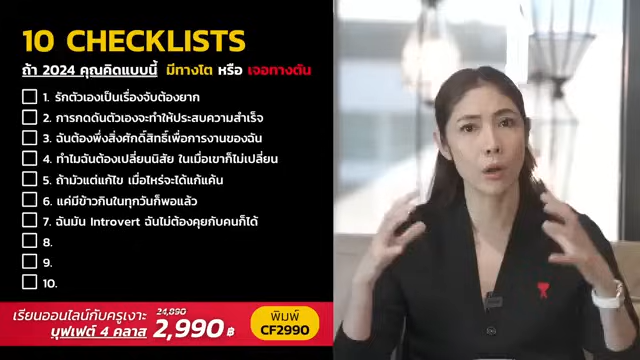 10 CHECKLISTS
ถ้า 2024 คุณคิดแบบนี้ มีทางโต หรือ เจอทางตัน
1. รักตัวเองเป็นเรื่องจับต้องยาก
2. การกดดันตัวเองจะทำให้ประสบความสำเร็จ
3. ฉันต้องพึ่งสิ่งศักดิ์สิทธิ์เพื่อการงานของฉัน
4. ทำไมฉันต้องเปลี่ยนนิสัย ในเมื่อเขาก็ไม่เปลี่ยน
5. ถ้ามัวแต่แก้ไข เมื่อไหร่จะได้แก้แค้น
6. แค่มีข้าวกินในทุกวันก็พอแล้ว
7. ฉันมัน Introvert ฉันไม่ต้องคุยกับคนก็ได้
8.
9.
10.
เรียนออนไลน์กับครูเงาะ
บุฟเฟต์ 4 คลาส
24,890
2,990 ฿
พิมพ์
CF2990